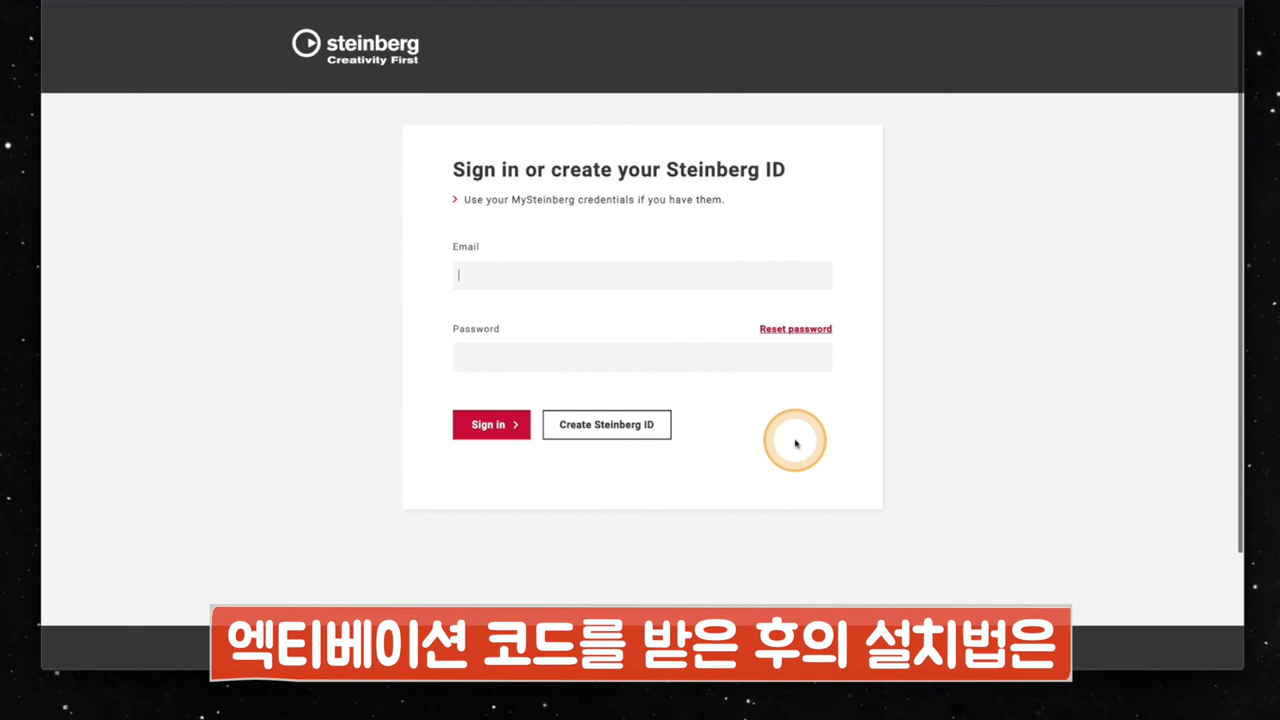 steinberg
Creativity First
Sign in or create your Steinberg ID
Use your MySteinberg credentials if you have them.
Email
Password
Reset password
Sign in
Create Steinberg ID
엑티베이션 코드를 받은 후의 설치법은